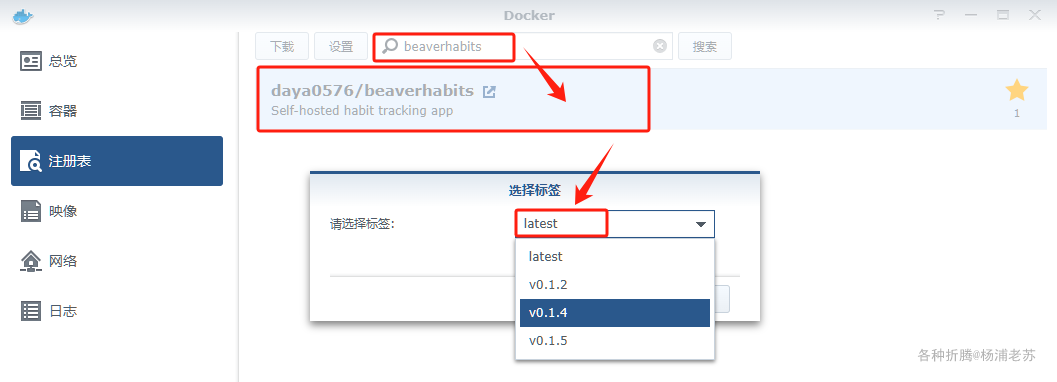 Docker
总览
容器
注册表
映像
网络
日志
下载
设置
beaverhabits
搜索
daya0576/beaverhabits
Self-hosted habit tracking app
1
选择标签
请选择标签:
latest
latest
v0.1.2
v0.1.4
v0.1.5
各种折腾@杨浦老苏